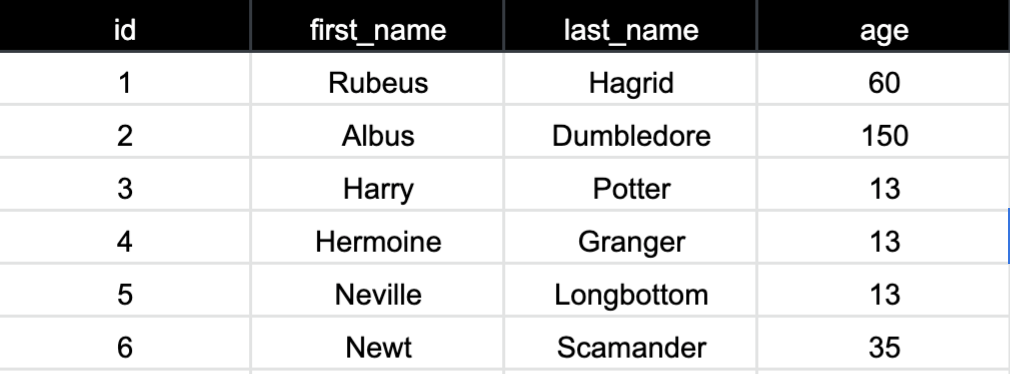 id first_name last_name age
1 Rubeus Hagrid 60
2 Albus Dumbledore 150
3 Harry Potter 13
4 Hermoine Granger 13
5 Neville Longbottom 13
6 Newt Scamander 35